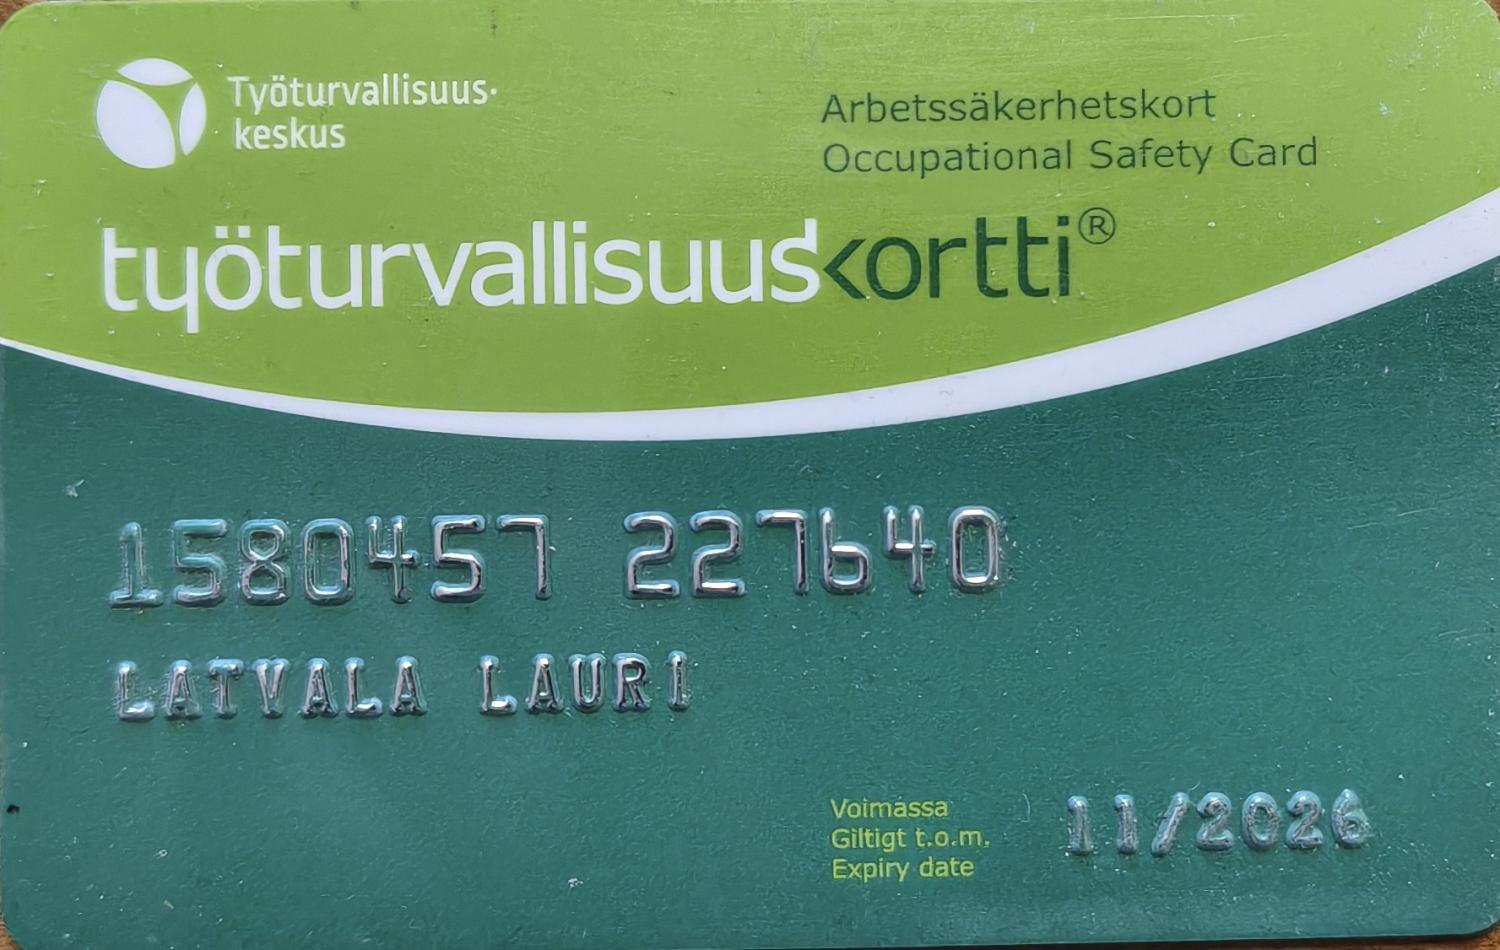 Työturvallisuus-
keskus
Arbetssäkerhetskort
Occupational Safety Card
työturvallisuuskortti®
1580457 227640
LATVALA LAURI
Voimassa
Giltigt t.o.m.
Expiry date
11/2026